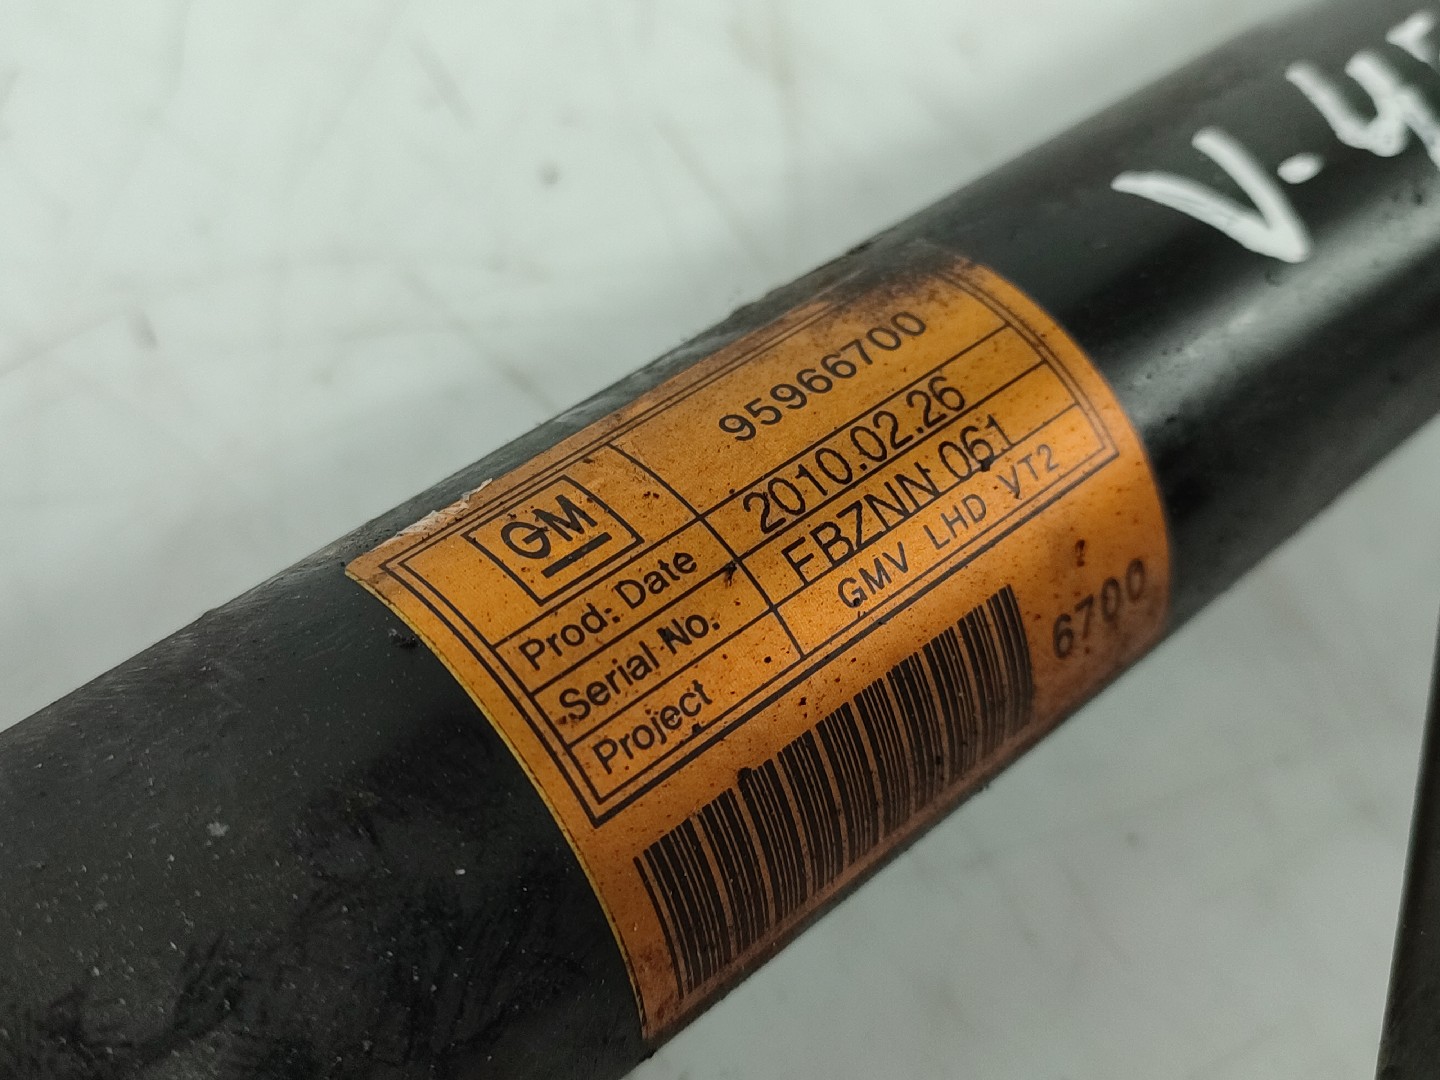 V-4
GM
95966700
Prod: Date 2010.02.26
Serial No. FBZNN 061
Project GMV LHD VT2
6700